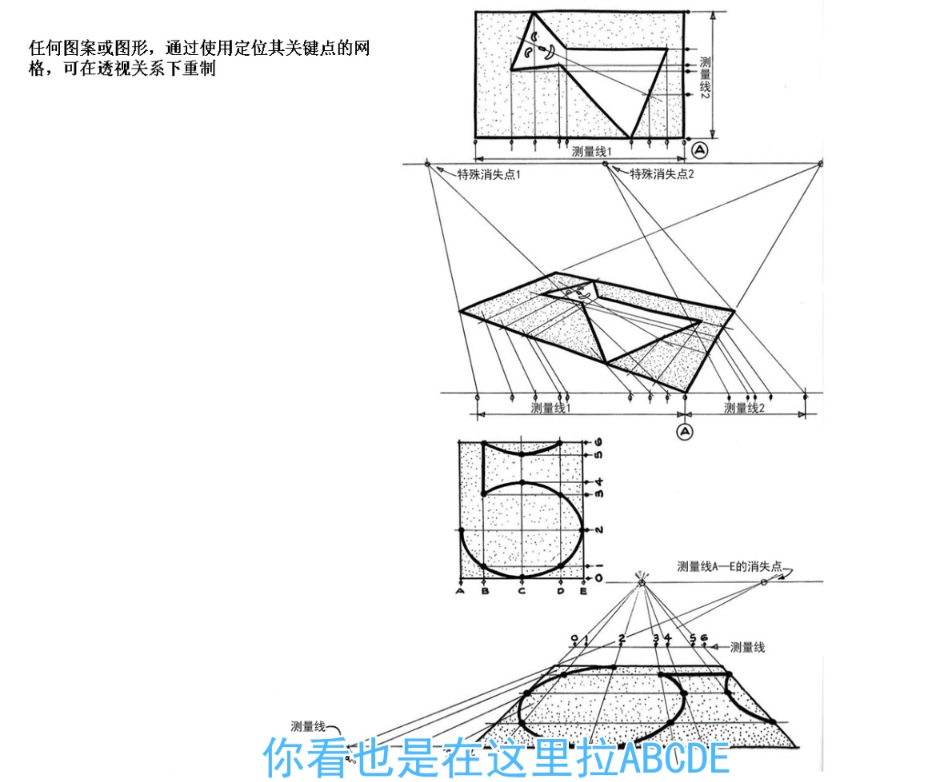 任何图案或图形，通过使用定位其关键点的网
格，可在透视关系下重制
测量线2
测量线1
A
特殊消失点1
特殊消失点2
测量线1
测量线2
A
6
5
4
3
2
1
0
A B C D E
测量线A—E的消失点
0 1 2 3 4 5 6
测量线
测量线
你看也是在这里拉ABCDE